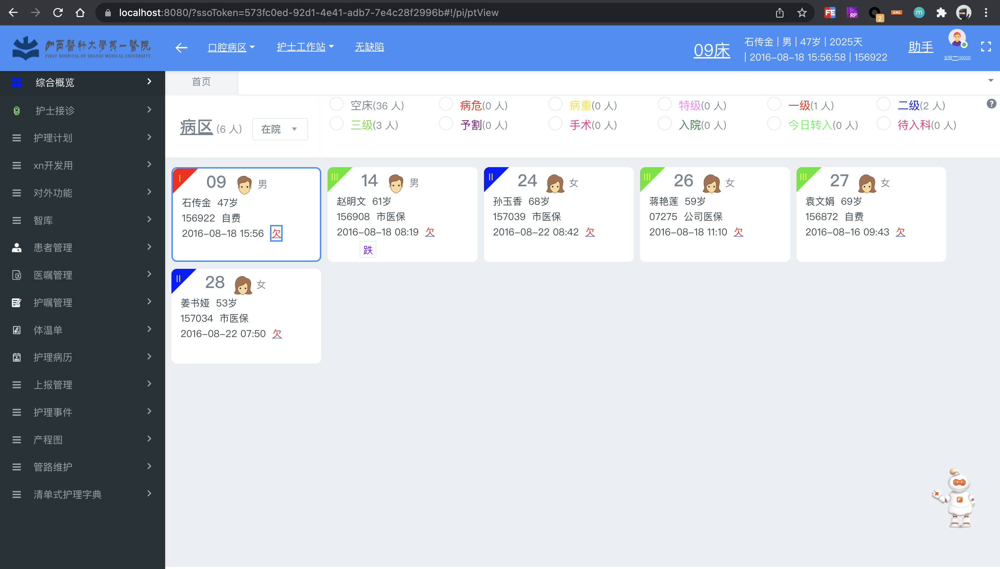 localhost:8080/?ssoToken=573fc0ed-92d1-4e41-adb7-7e4c28f2996b#!/pi/ptView
FE
RP
2
XML
m
山西醫科大學第一醫院
FIRST HOSPITAL OF SHANXI MEDICAL UNIVERSITY
口腔病区
护士工作站
无缺陷
09床
石传金 | 男 | 47岁 | 2025天
| 2016-08-18 15:56:58 | 156922
助手
全院一00000
综合概览
护士接诊
护理计划
xn开发用
对外功能
智库
患者管理
医嘱管理
护嘱管理
体温单
护理病历
上报管理
护理事件
产程图
管路维护
清单式护理字典
首页
病区 (6 人)
在院
空床(36 人)
病危(0 人)
病重(0 人)
特级(0 人)
一级(1 人)
二级(2 人)
?
三级(3 人)
予割(0 人)
手术(0 人)
入院(0 人)
今日转入(0 人)
待入科(0 人)
I
09 男
石传金 47岁
156922 自费
2016-08-18 15:56 欠
III
14 男
赵明文 61岁
156908 市医保
2016-08-18 08:19 欠
跌
II
24 女
孙玉香 68岁
157039 市医保
2016-08-22 08:42 欠
III
26 女
蒋艳莲 59岁
07275 公司医保
2016-08-18 11:10 欠
III
27 女
袁文娟 69岁
156872 自费
2016-08-16 09:43 欠
II
28 女
姜书娅 53岁
157034 市医保
2016-08-22 07:50 欠
F